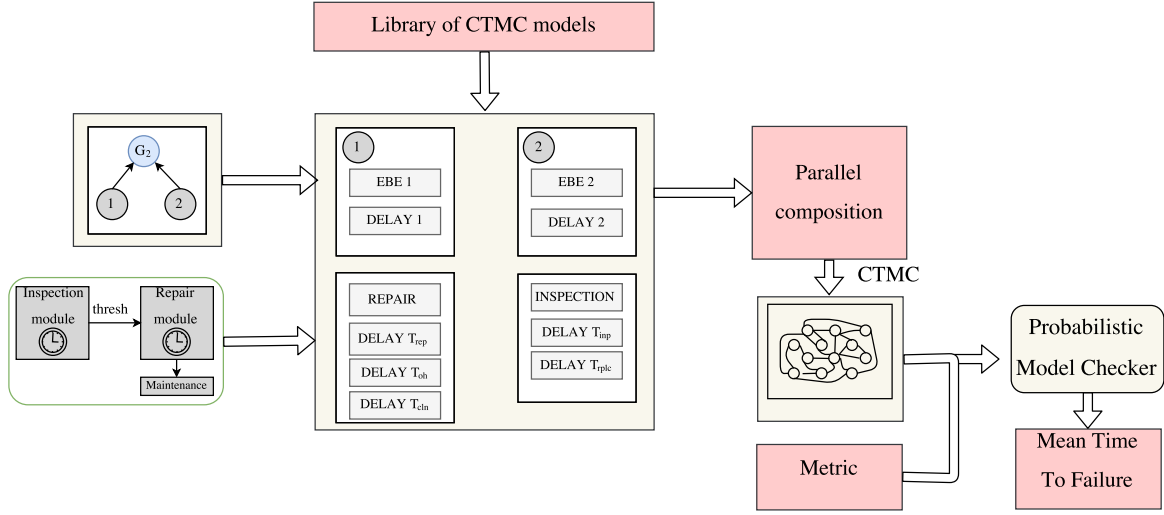 Library of CTMC models
G2
1
2
1
EBE 1
DELAY 1
2
EBE 2
DELAY 2
Parallel
composition
CTMC
Inspection
module
thresh
Repair
module
Maintenance
REPAIR
DELAY Trep
DELAY Toh
DELAY Tcln
INSPECTION
DELAY Tinp
DELAY Trplc
Probabilistic
Model Checker
Metric
Mean Time
To Failure